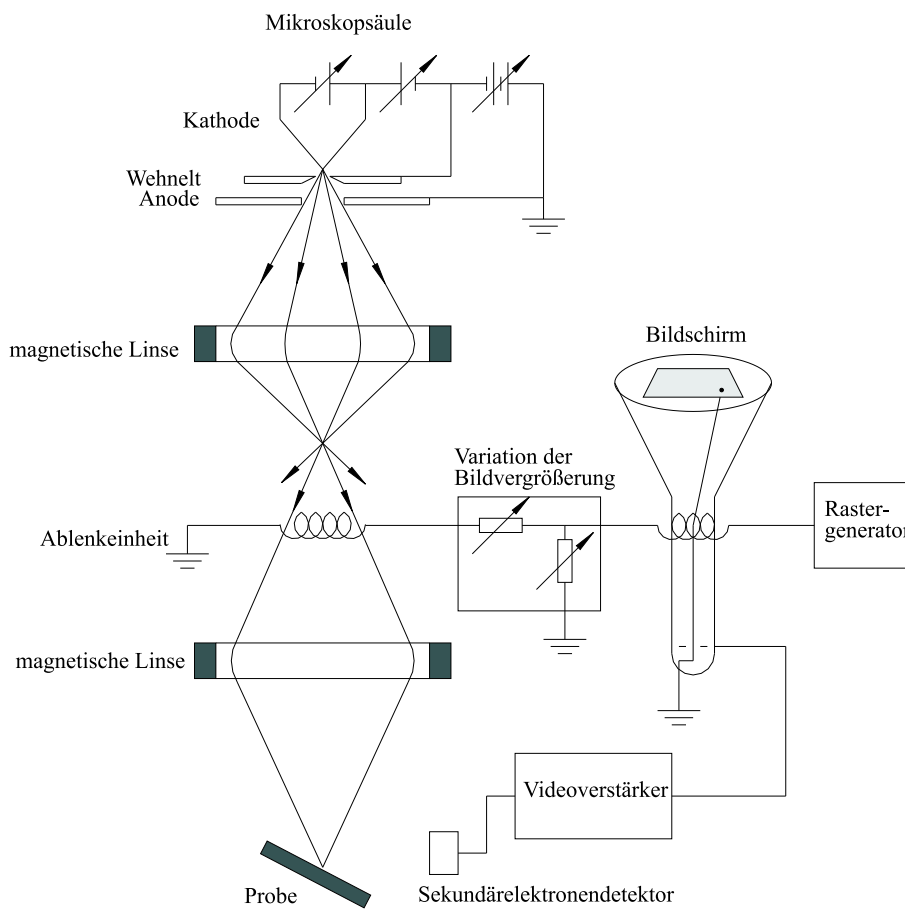 Mikroskopsäule
Kathode
Wehnelt
Anode
magnetische Linse
Bildschirm
Variation der
Bildvergrößerung
Raster-
generator
Ablenkeinheit
magnetische Linse
Videoverstärker
Probe
Sekundärelektronendetektor